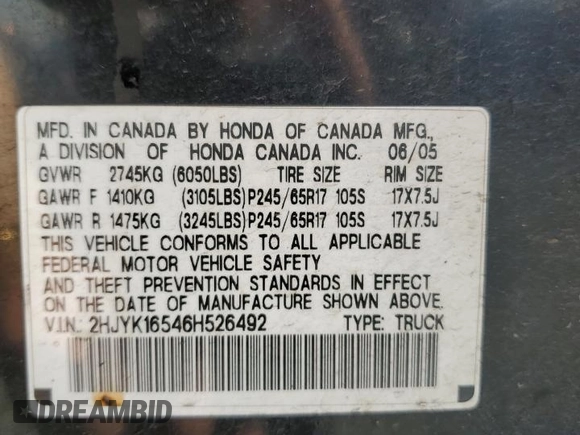 MFD. IN CANADA BY HONDA OF CANADA MFG.,
A DIVISION OF HONDA CANADA INC. 06/05
GVWR 2745KG (6050LBS) TIRE SIZE RIM SIZE
GAWR F 1410KG (3105LBS) P245/65R17 105S 17X7.5J
GAWR R 1475KG (3245LBS) P245/65R17 105S 17X7.5J
THIS VEHICLE CONFORMS TO ALL APPLICABLE
FEDERAL MOTOR VEHICLE SAFETY
AND THEFT PREVENTION STANDARDS IN EFFECT
ON THE DATE OF MANUFACTURE SHOWN ABOVE.
V.I.N.: 2HJYK16546H526492 TYPE: TRUCK
DREAMBID